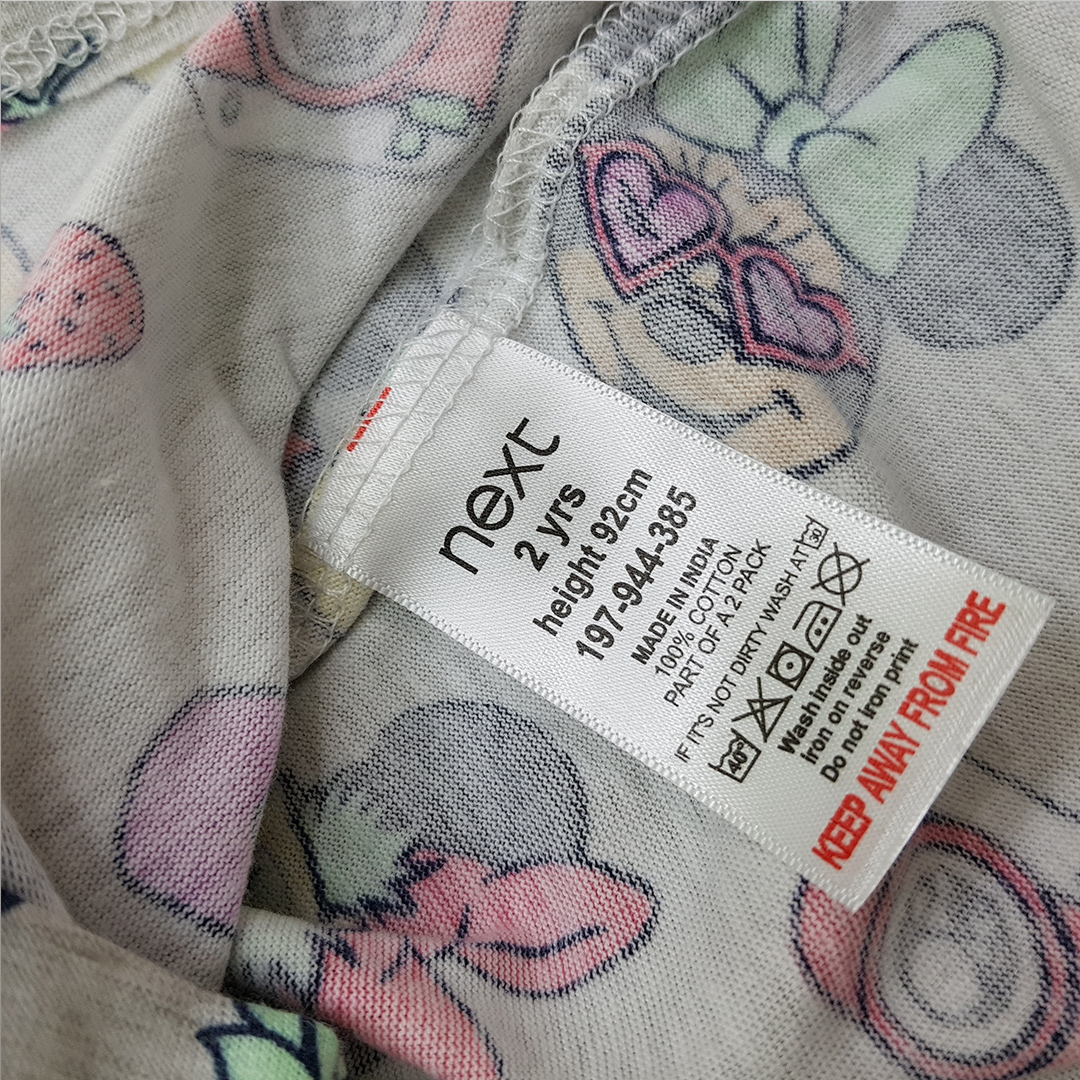 next
2 yrs
height 92cm
197-944-385
MADE IN INDIA
100% COTTON
PART OF A 2 PACK
IF IT'S NOT DIRTY WASH AT 30
40°
Wash inside out
Iron on reverse
Do not iron print
KEEP AWAY FROM FIRE